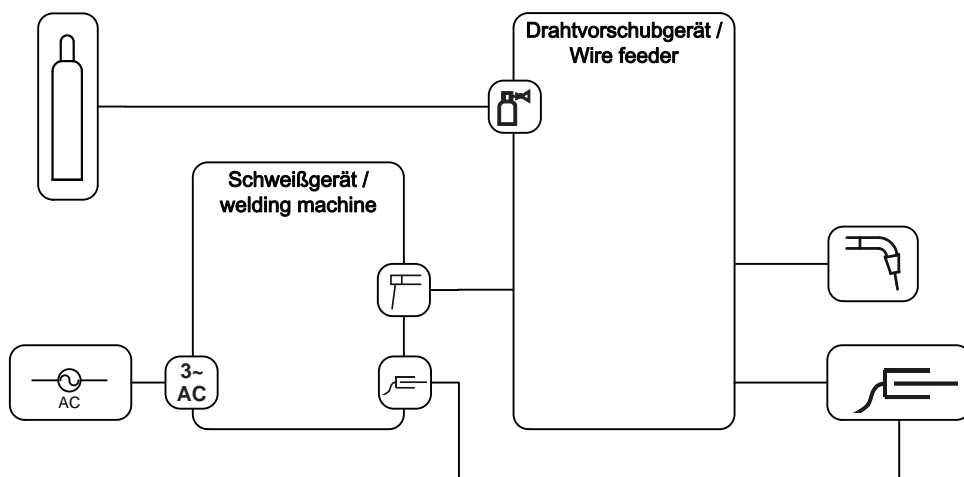 Drahtvorschubgerät /
Wire feeder
Schweißgerät /
welding machine
3~
AC
AC